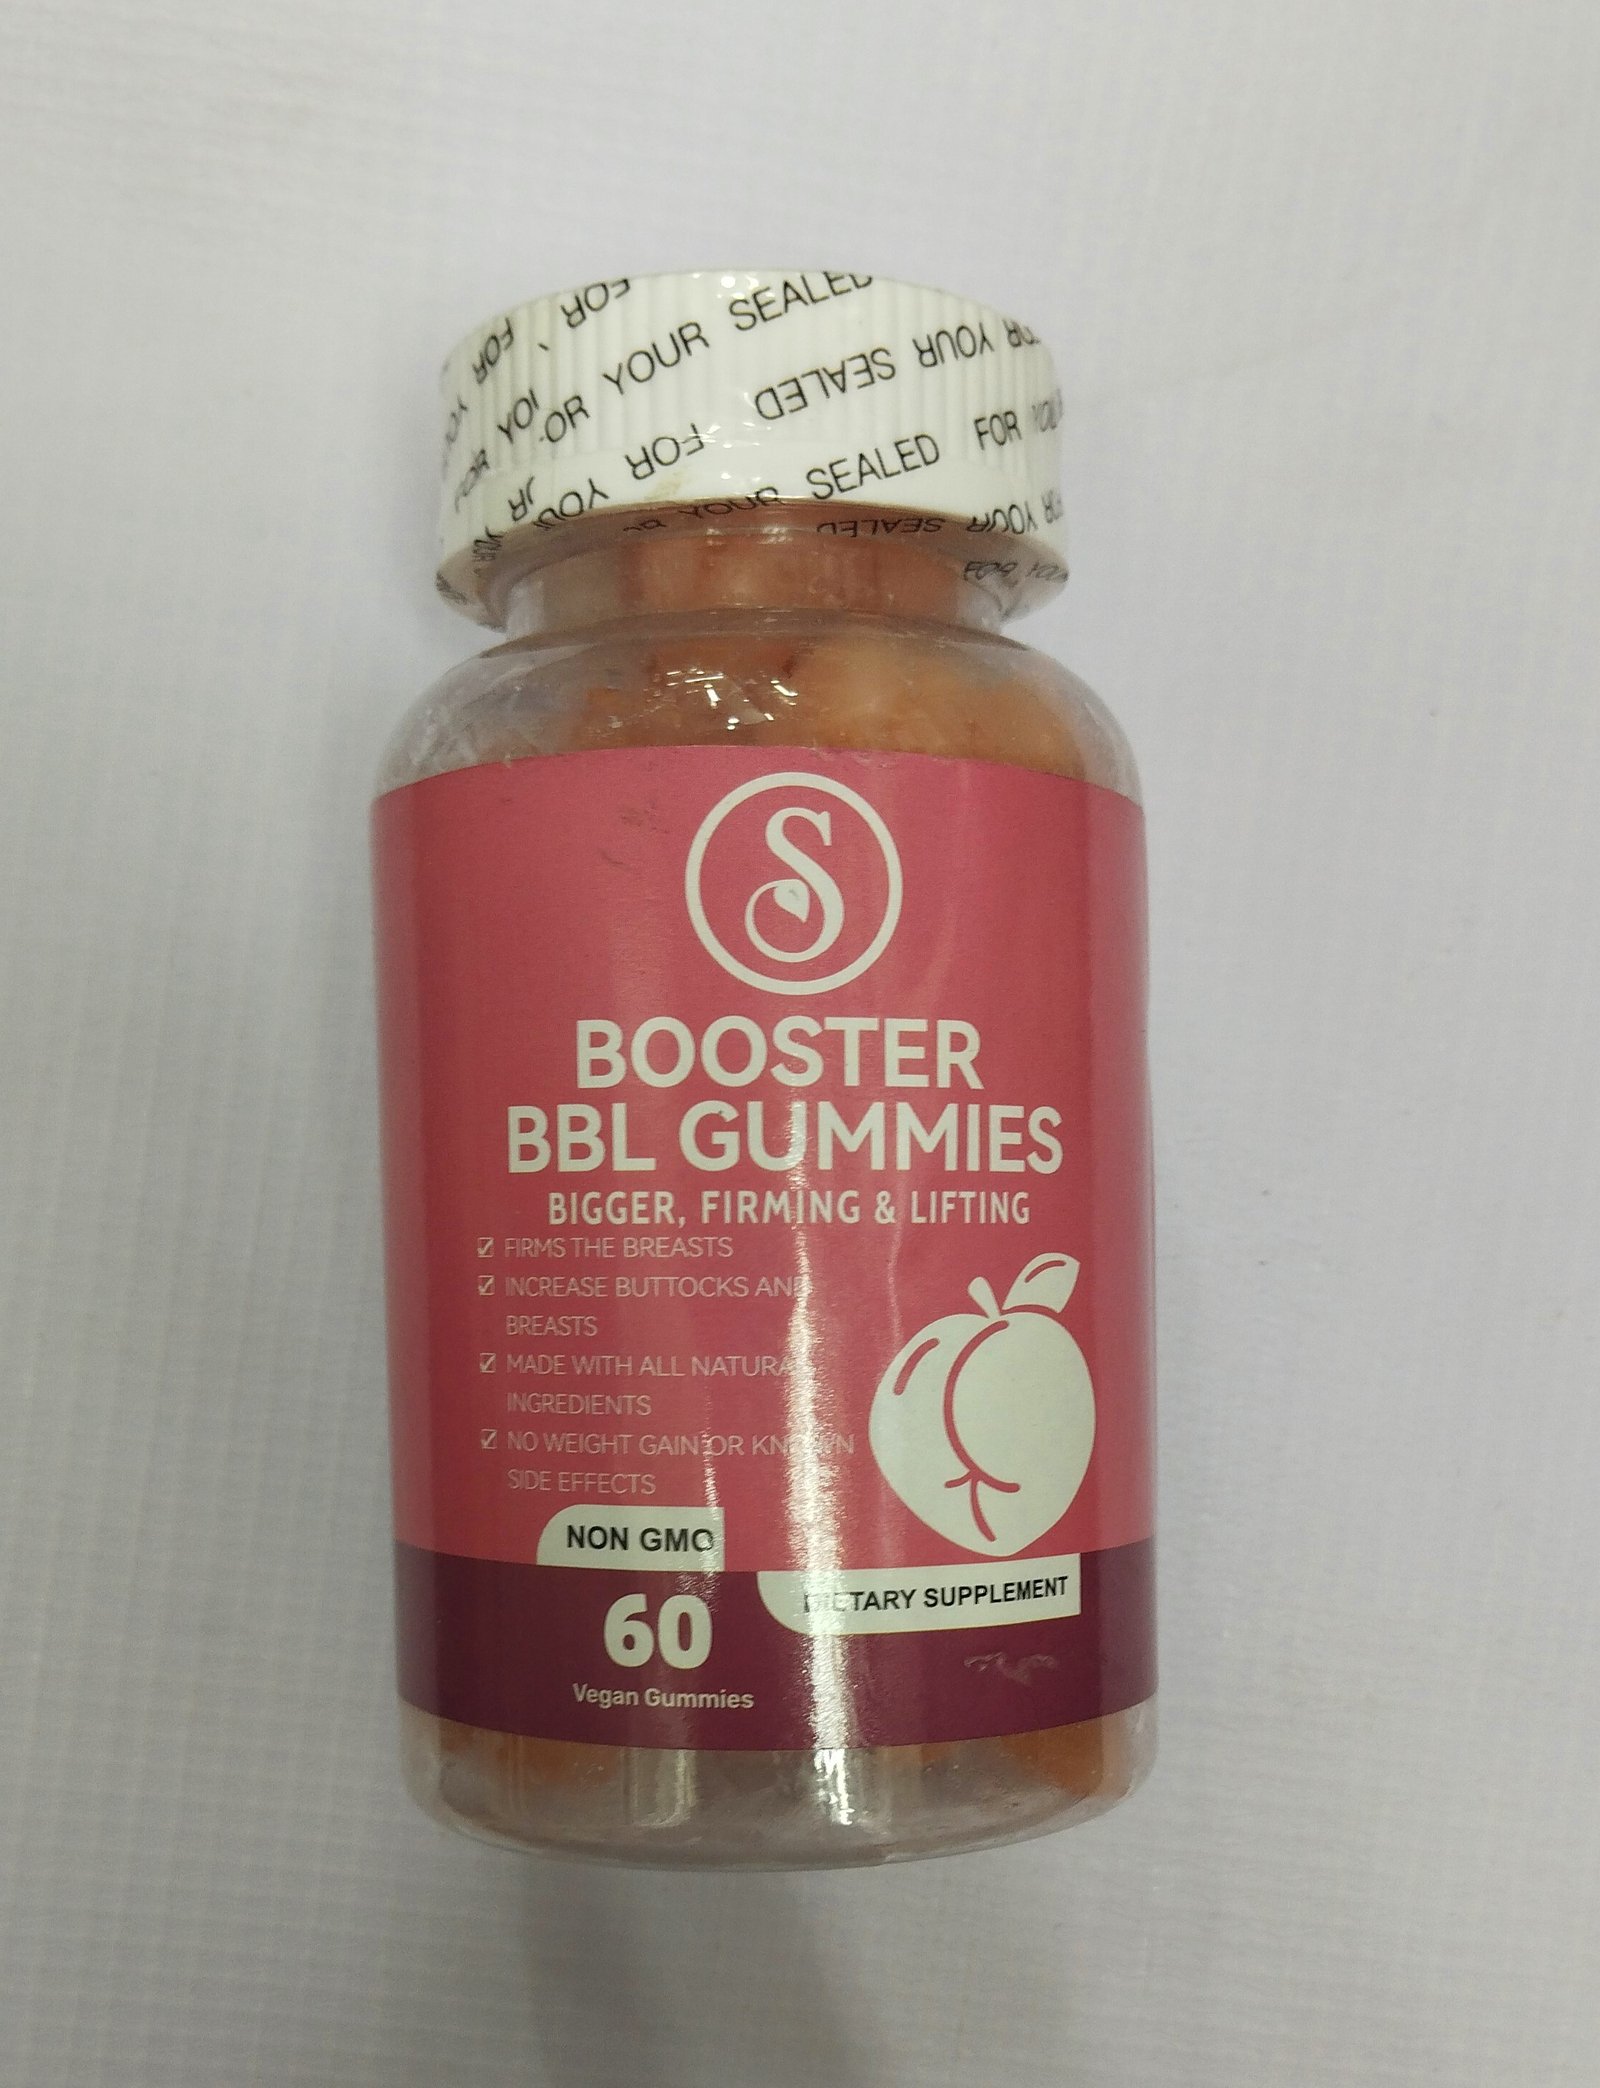 FOR YOUR SEALED
SEALED FOR YOUR
FOR YOUR SEALED FOR
S
BOOSTER
BBL GUMMIES
BIGGER, FIRMING & LIFTING
FIRMS THE BREASTS
INCREASE BUTTOCKS AND
BREASTS
MADE WITH ALL NATURAL
INGREDIENTS
NO WEIGHT GAIN OR KNOWN
SIDE EFFECTS
NON GMO
DIETARY SUPPLEMENT
60
Vegan Gummies